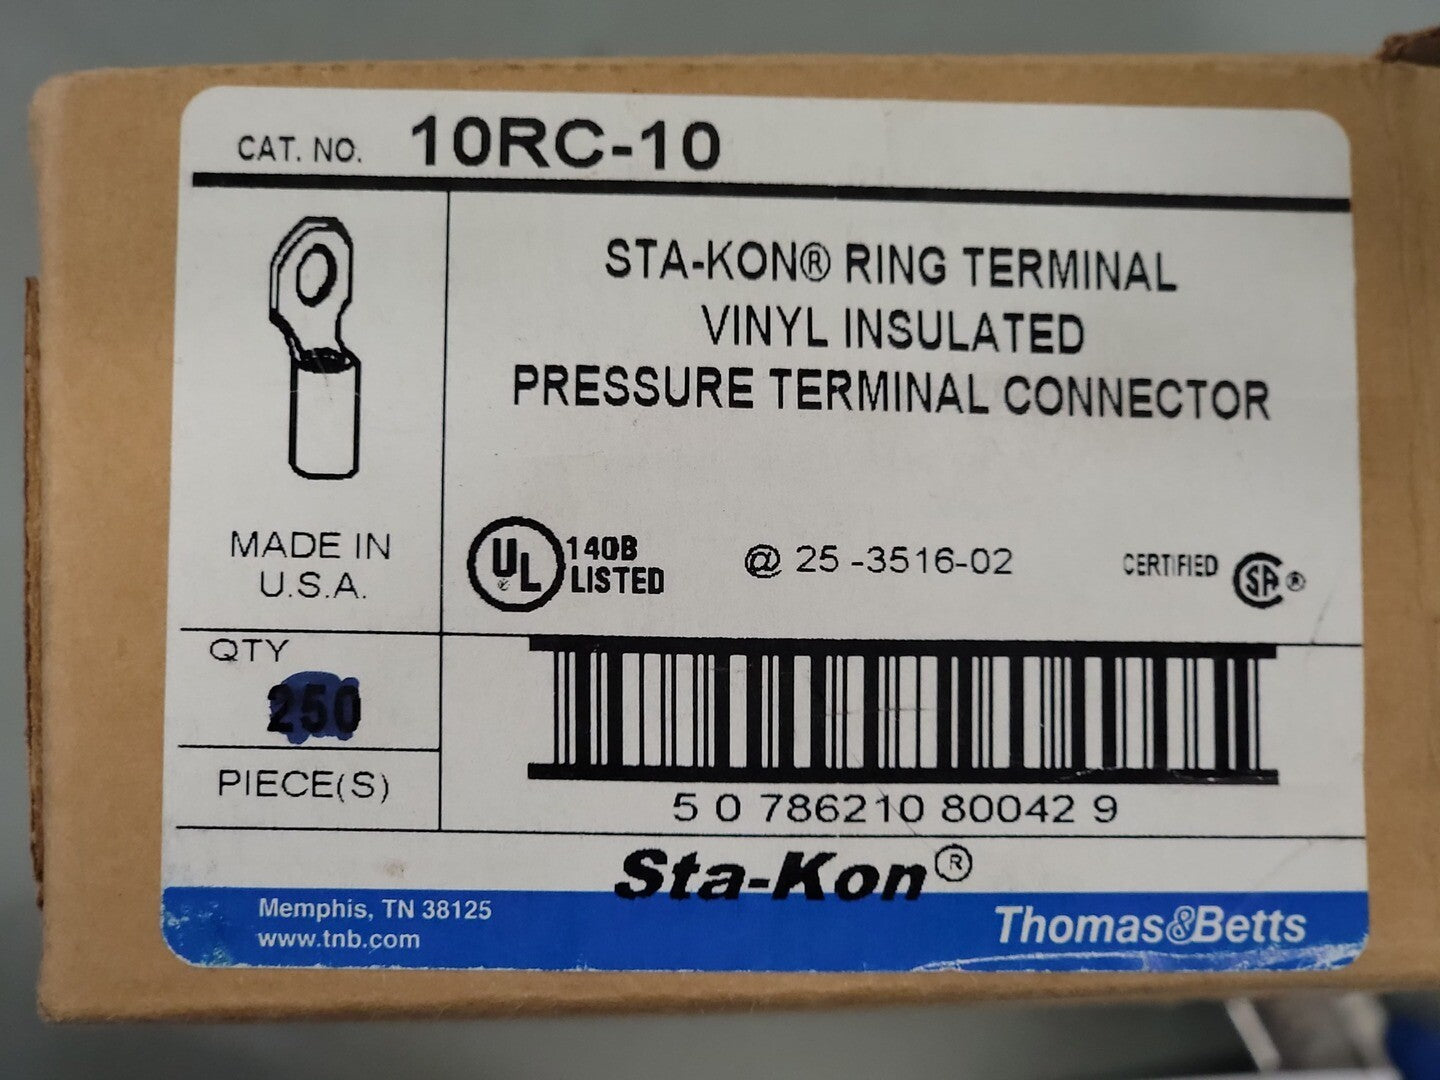 CAT. NO. 10RC-10
STA-KON® RING TERMINAL
VINYL INSULATED
PRESSURE TERMINAL CONNECTOR
MADE IN
U.S.A.
UL 140B
LISTED
@ 25-3516-02
CERTIFIED SA ®
QTY
250
PIECE(S)
5 0 786210 80042 9
Sta-Kon®
Memphis, TN 38125
www.tnb.com
Thomas&Betts